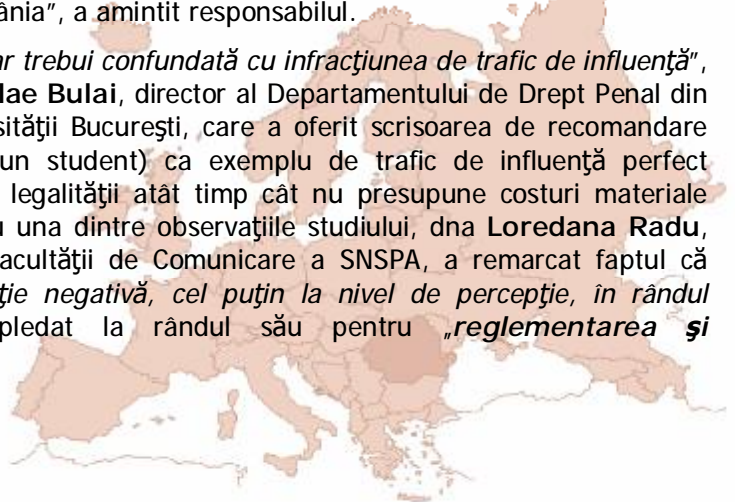 ânia”, a amintit responsabilul.
ar trebui confundată cu infracţiunea de trafic de influenţă”,
lae Bulai, director al Departamentului de Drept Penal din
sităţii Bucureşti, care a oferit scrisoarea de recomandare
un student) ca exemplu de trafic de influenţă perfect
legalităţii atât timp cât nu presupune costuri materiale
u una dintre observaţiile studiului, dna Loredana Radu,
acultăţii de Comunicare a SNSPA, a remarcat faptul că
ţie negativă, cel puţin la nivel de percepţie, în rândul
pledat la rândul său pentru „reglementarea şi